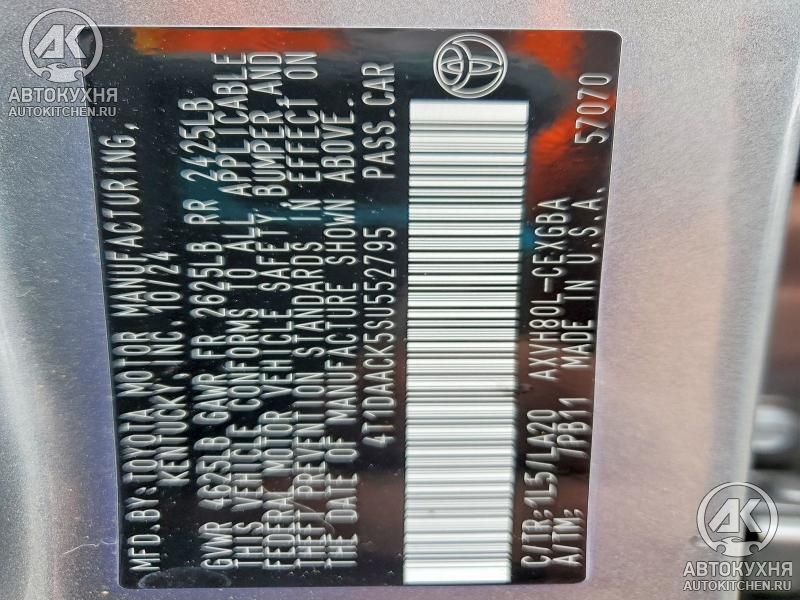 MFD.BY:TOYOTA MOTOR MANUFACTURING,
KENTUCKY, INC. 10/24
GVWR 4625LB GAWR FR 2625LB RR 2425LB
THIS VEHICLE CONFORMS TO ALL APPLICABLE
FEDERAL MOTOR VEHICLE SAFETY, BUMPER, AND
THEFT PREVENTION STANDARDS IN EFFECT ON
THE DATE OF MANUFACTURE SHOWN ABOVE.
4T1DAACK5SU552795 PASS.CAR
C/TR:1L5/LA20 AXVH80L-CEXGBA
A/TM: /PB11 MADE IN U.S.A. 57070
АК
АВТОКУХНЯ
AUTOKITCHEN.RU
АК
АВТОКУХНЯ
AUTOKITCHEN.RU